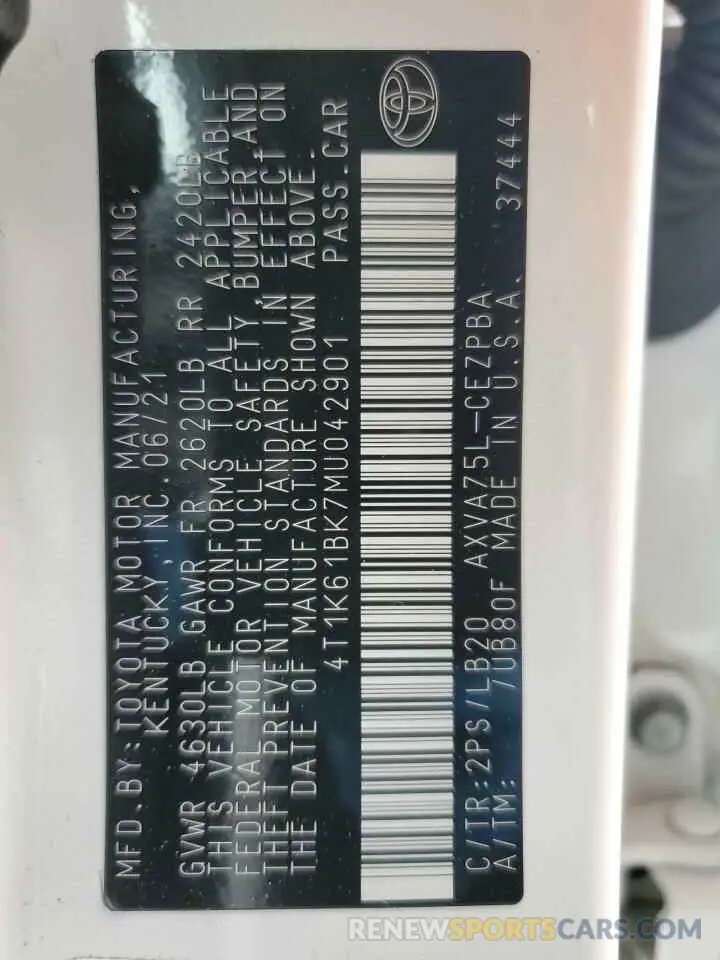 MFD.BY:TOYOTA MOTOR MANUFACTURING,
KENTUCKY,INC.06/21
GVWR 4630LB GAWR FR 2620LB RR 2420LB
THIS VEHICLE CONFORMS TO ALL APPLICABLE
FEDERAL MOTOR VEHICLE SAFETY, BUMPER,AND
THEFT PREVENTION STANDARDS IN EFFECT ON
THE DATE OF MANUFACTURE SHOWN ABOVE.
4T1K61BK7MU042901 PASS.CAR
C/TR:2PS/LB20 AXVA75L-CEZPBA
A/TM: /UB80F MADE IN U.S.A. 37444
RENEWSPORTSCARS.COM